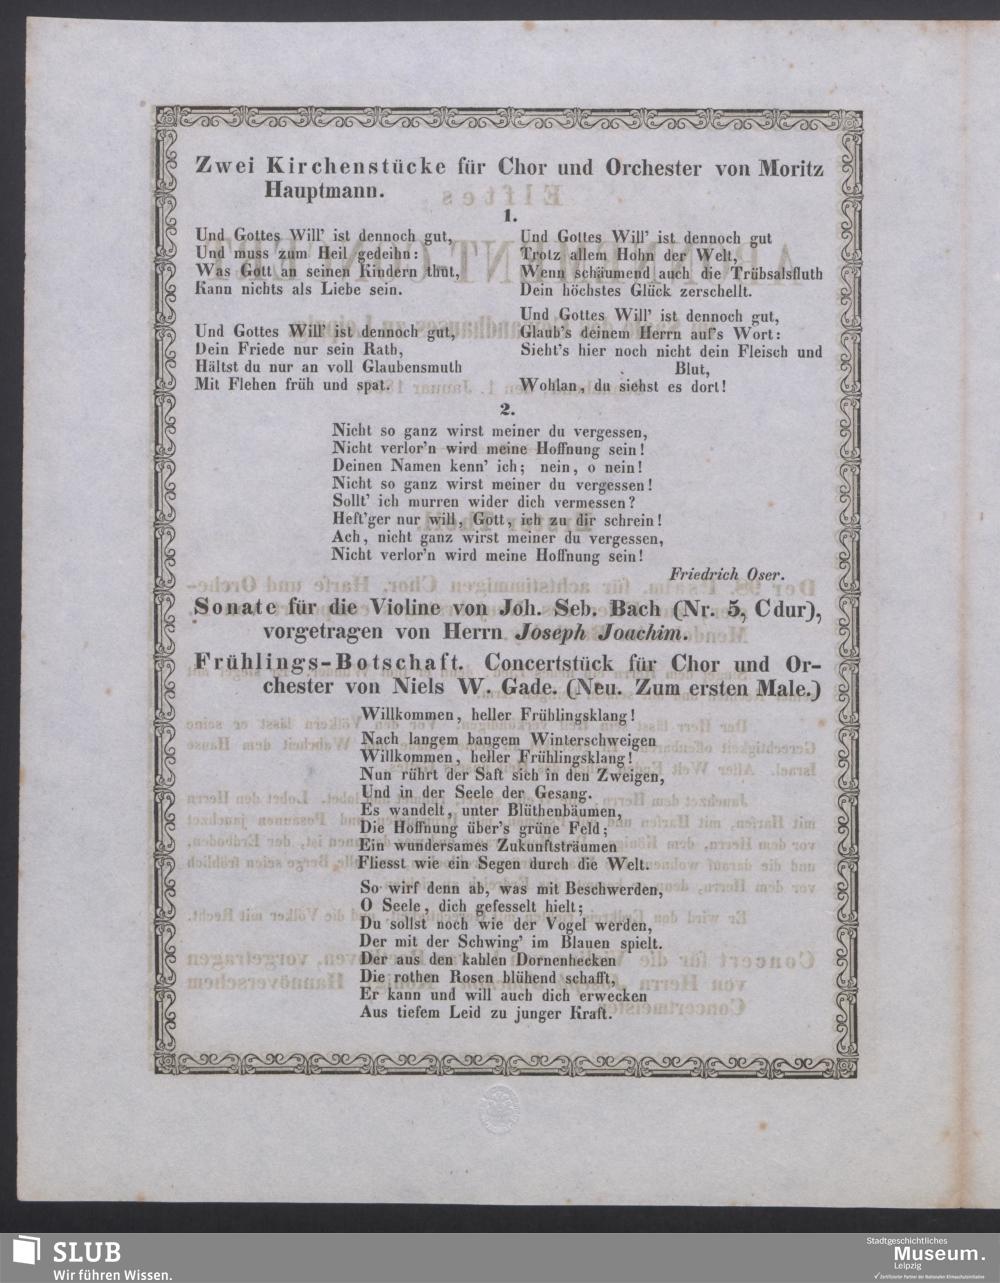 Zwei Kirchenstücke für Chor und Orchester von Moritz
Hauptmann.
1.
Und Gottes Will' ist dennoch gut,
Und muss zum Heil gedeihn:
Was Gott an seinen Kindern thut,
Kann nichts als Liebe sein.
Und Gottes Will' ist dennoch gut,
Dein Friede nur sein Rath,
Hältst du nur an voll Glaubensmuth
Mit Flehen früh und spat.
Und Gottes Will' ist dennoch gut
Trotz allem Hohn der Welt,
Wenn schäumend auch die Trübsalsfluth
Dein höchstes Glück zerschellt.
Und Gottes Will' ist dennoch gut,
Glaub's deinem Herrn auf's Wort:
Sieht's hier noch nicht dein Fleisch und
Blut,
Wohlan, du siehst es dort!
2.
Nicht so ganz wirst meiner du vergessen,
Nicht verlor'n wird meine Hoffnung sein!
Deinen Namen kenn' ich; nein, o nein!
Nicht so ganz wirst meiner du vergessen!
Sollt' ich murren wider dich vermessen?
Heft'ger nur will, Gott, ich zu dir schrein!
Ach, nicht ganz wirst meiner du vergessen,
Nicht verlor'n wird meine Hoffnung sein!
Friedrich Oser.
Sonate für die Violine von Joh. Seb. Bach (Nr. 5, Cdur),
vorgetragen von Herrn Joseph Joachim.
Frühlings-Botschaft. Concertstück für Chor und Or-
chester von Niels W. Gade. (Neu. Zum ersten Male.)
Willkommen, heller Frühlingsklang!
Nach langem bangem Winterschweigen
Willkommen, heller Frühlingsklang!
Nun rührt der Saft sich in den Zweigen,
Und in der Seele der Gesang.
Es wandelt, unter Blüthenbäumen,
Die Hoffnung über's grüne Feld;
Ein wundersames Zukunftsträumen
Fliesst wie ein Segen durch die Welt.
So wirf denn ab, was mit Beschwerden,
O Seele, dich gefesselt hielt;
Du sollst noch wie der Vogel werden,
Der mit der Schwing' im Blauen spielt.
Der aus den kahlen Dornenhecken
Die rothen Rosen blühend schafft,
Er kann und will auch dich erwecken
Aus tiefem Leid zu junger Kraft.
SLUB
Wir führen Wissen.
Stadtgeschichtliches
Museum.
Leipzig
Zertifizierter Partner der Nationalen Klimaschutzinitiative